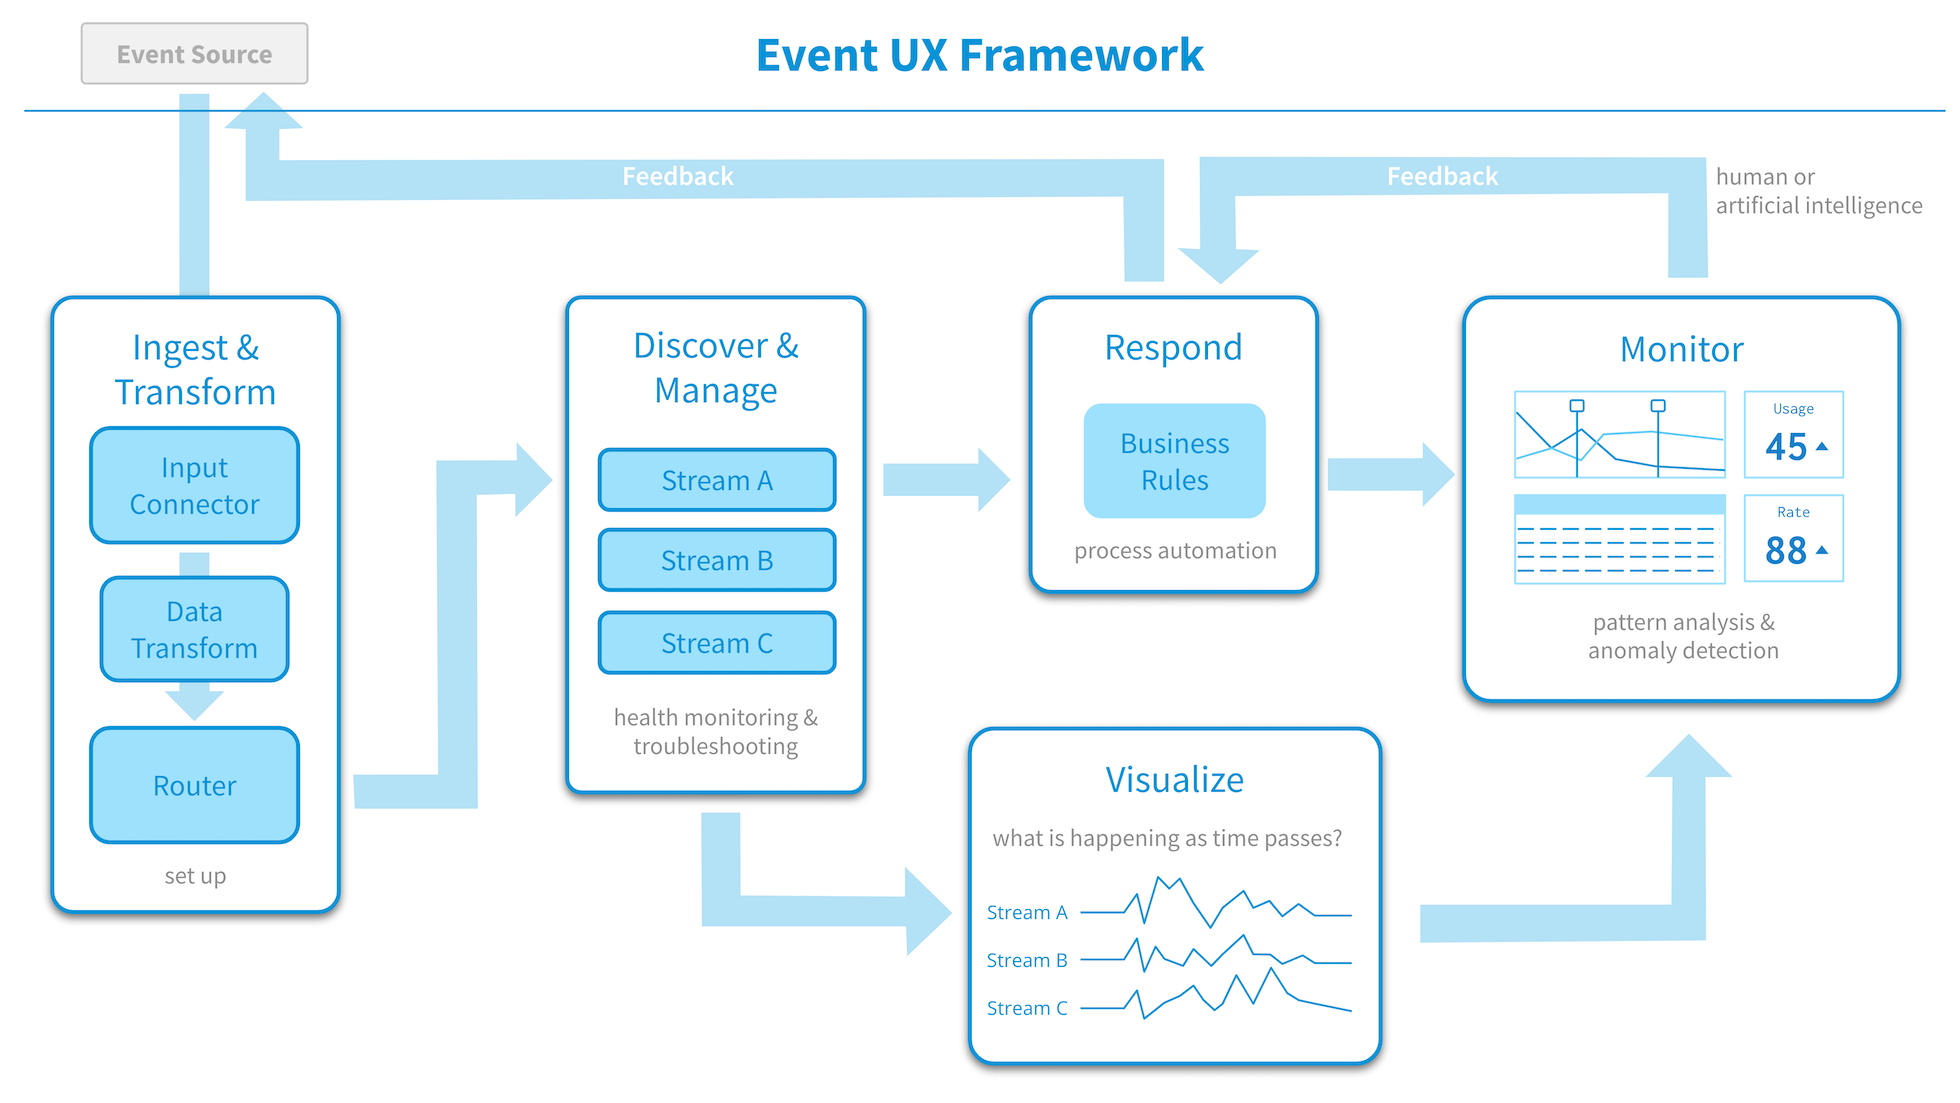 Event Source
Event UX Framework
Feedback
Feedback
human or
artificial intelligence
Ingest &
Transform
Input
Connector
Data
Transform
Router
set up
Discover &
Manage
Stream A
Stream B
Stream C
health monitoring &
troubleshooting
Respond
Business
Rules
process automation
Monitor
Usage
45
Rate
88
pattern analysis &
anomaly detection
Visualize
what is happening as time passes?
Stream A
Stream B
Stream C